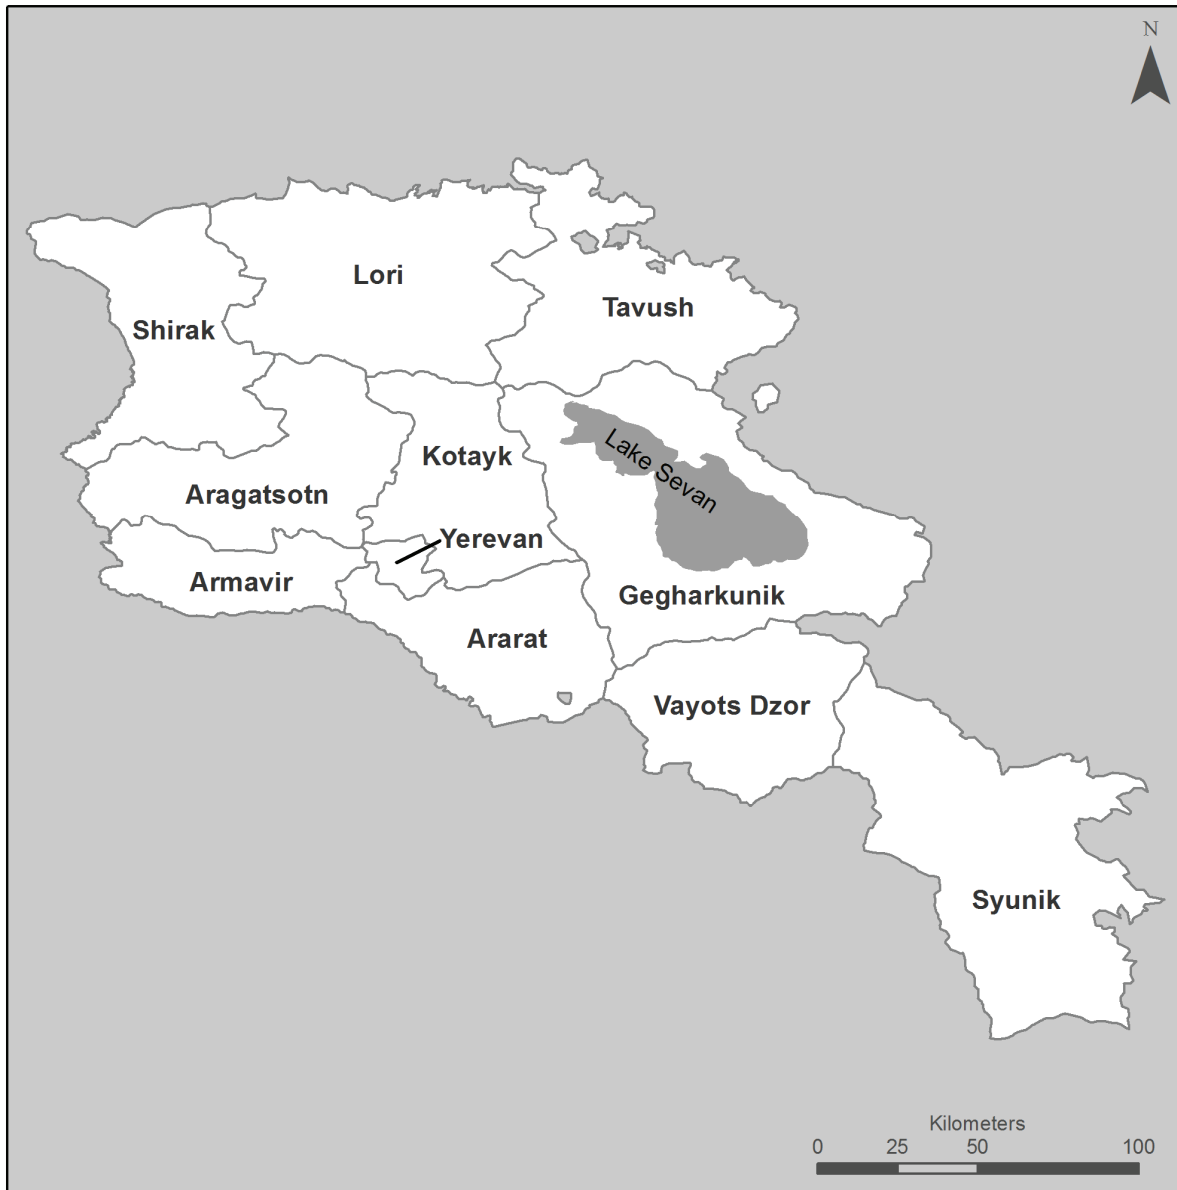 N
Lori
Tavush
Shirak
Kotayk
Lake Sevan
Aragatsotn
Yerevan
Armavir
Gegharkunik
Ararat
Vayots Dzor
Syunik
Kilometers
0 25 50 100